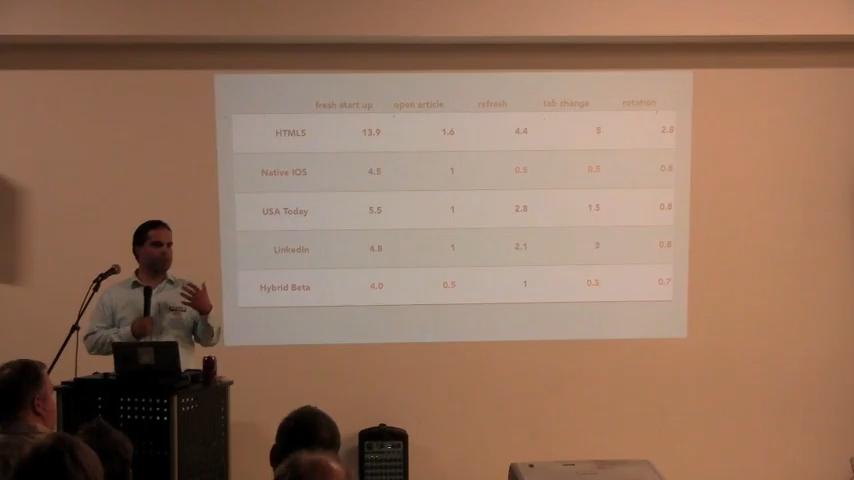 fresh start up open article refresh tab change rotation
HTML5 13.9 1.6 4.4 5 2.8
Native IOS 4.5 1 0.5 0.5 0.8
USA Today 5.5 1 2.8 1.5 0.8
LinkedIn 4.8 1 2.1 3 0.8
Hybrid Beta 4.0 0.5 1 0.5 0.7